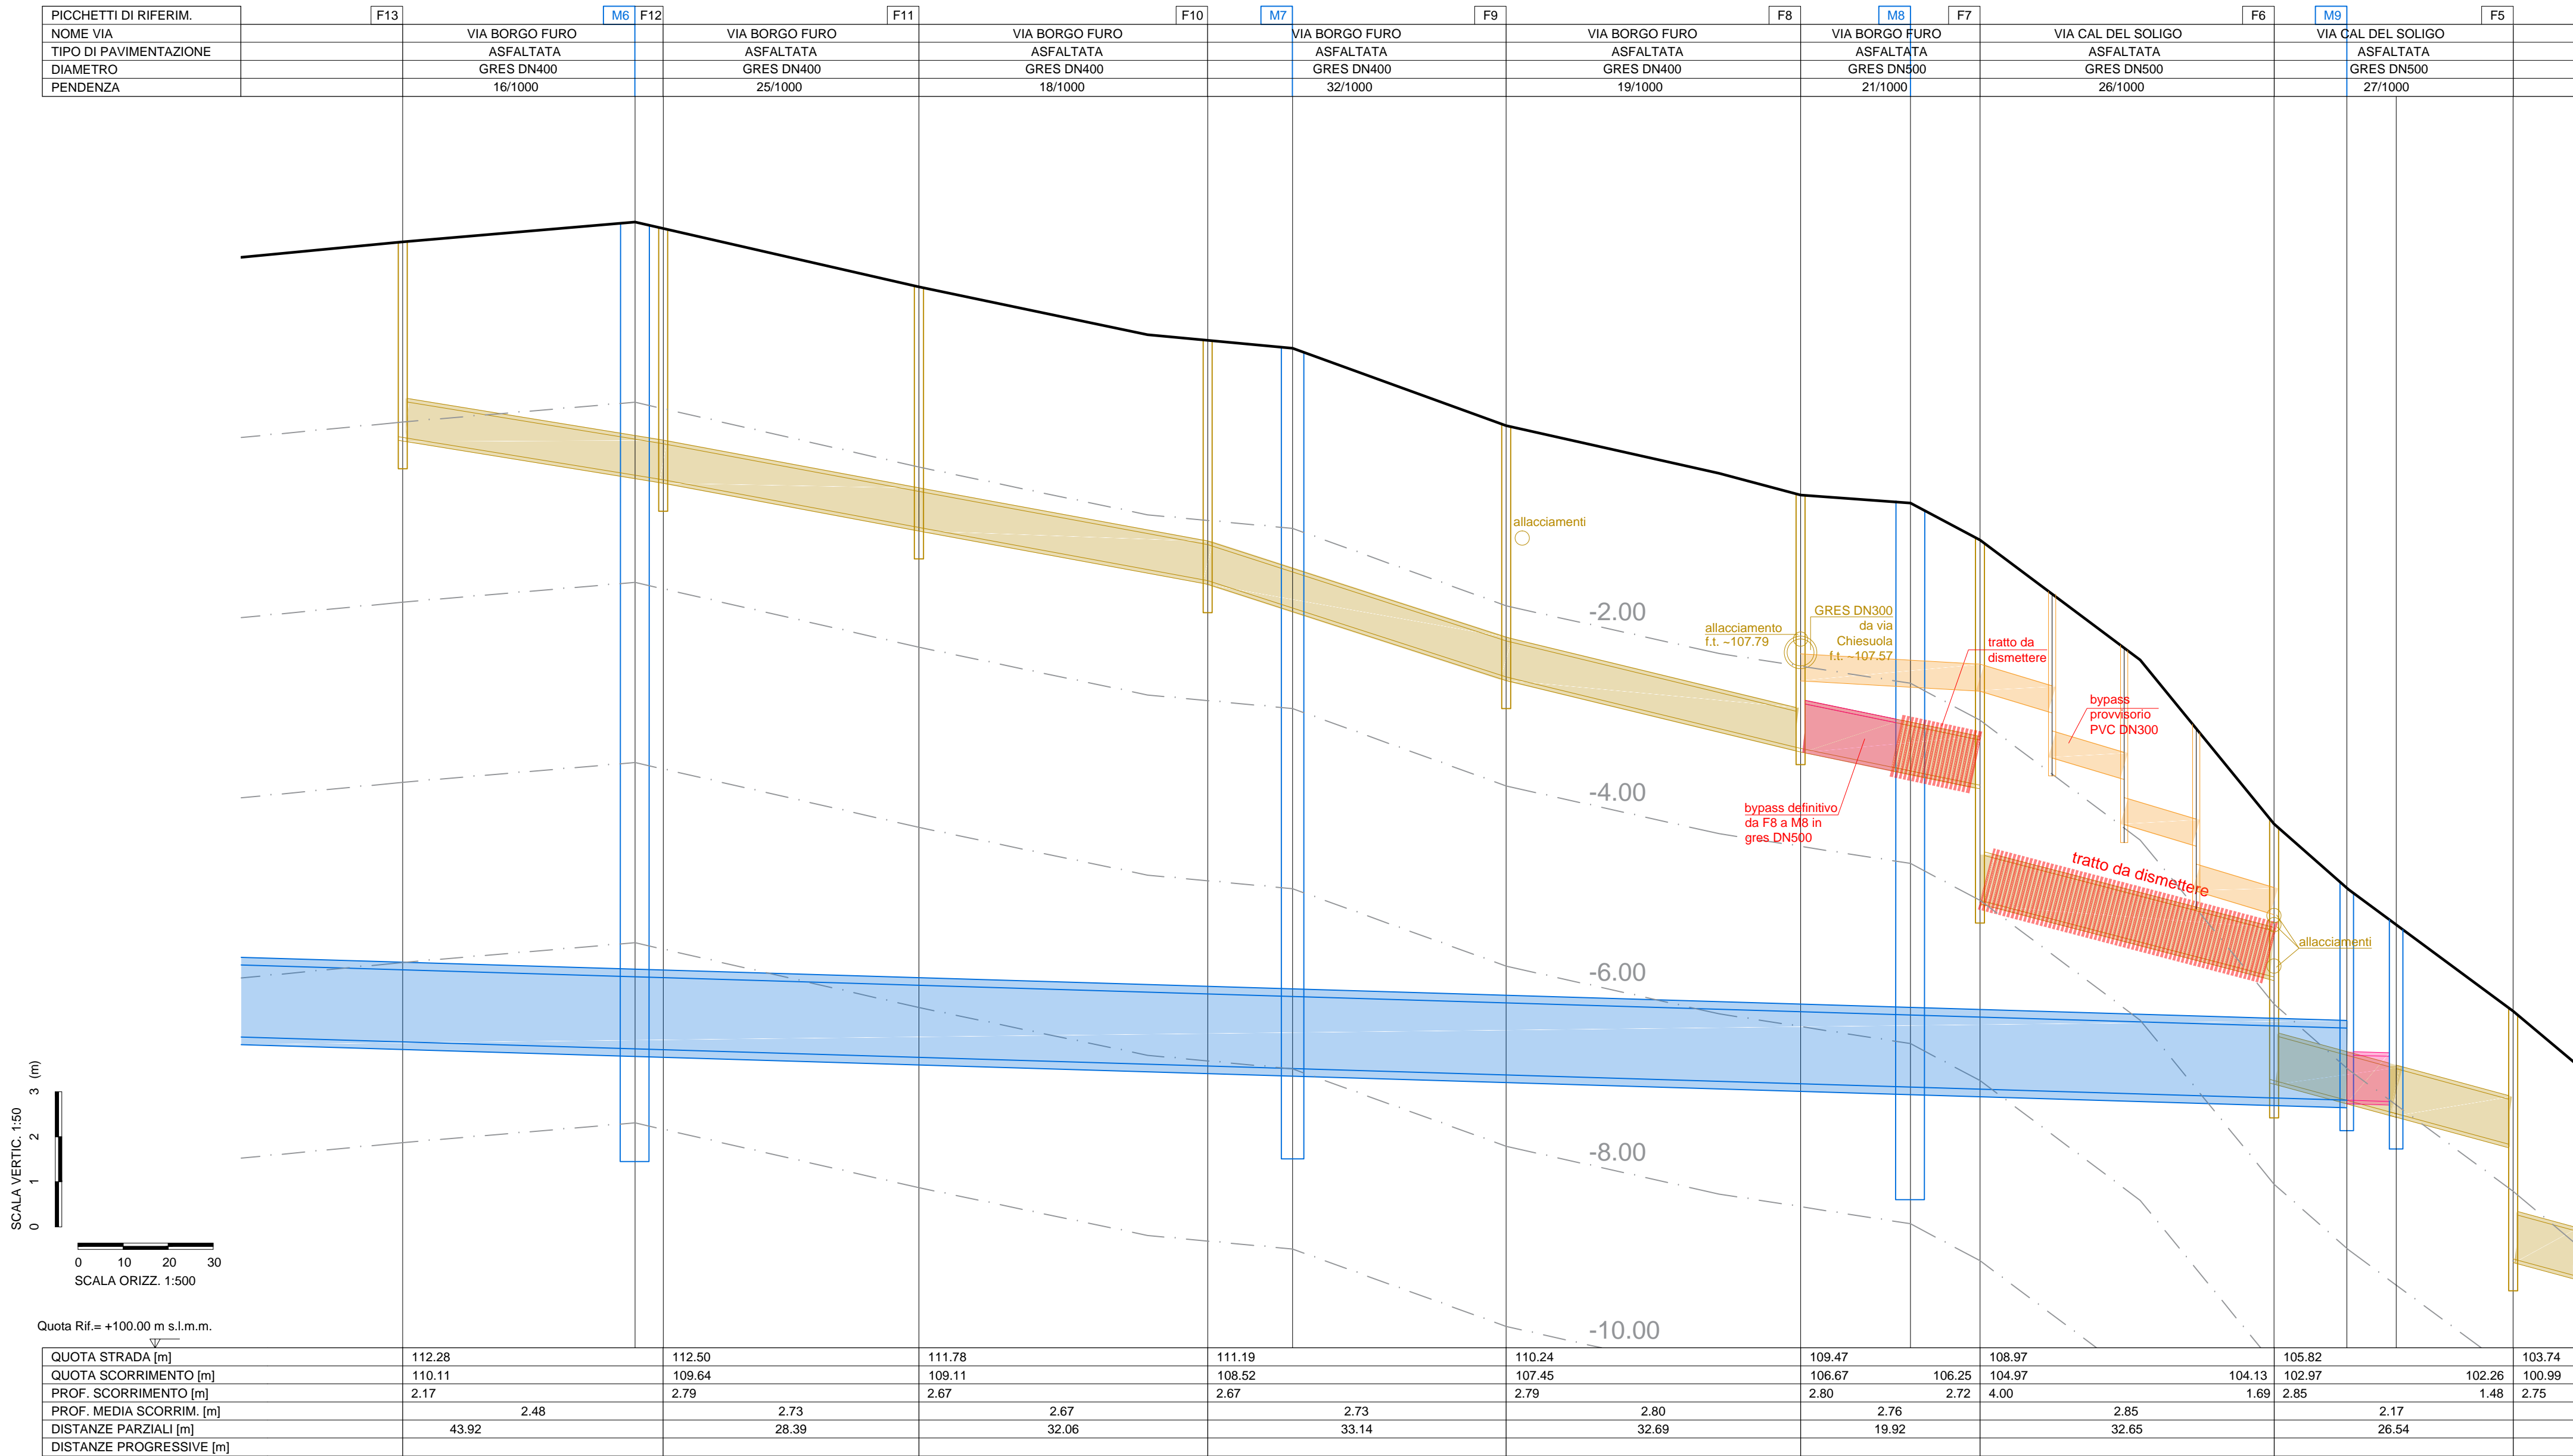 PICCHETTI DI RIFERIM. F13 M6 F12 F11 F10 M7 F9 F8 M8 F7 F6 M9 F5
NOME VIA VIA BORGO FURO VIA BORGO FURO VIA BORGO FURO VIA BORGO FURO VIA BORGO FURO VIA BORGO FURO VIA CAL DEL SOLIGO VIA CAL DEL SOLIGO
TIPO DI PAVIMENTAZIONE ASFALTATA ASFALTATA ASFALTATA ASFALTATA ASFALTATA ASFALTATA ASFALTATA ASFALTATA
DIAMETRO GRES DN400 GRES DN400 GRES DN400 GRES DN400 GRES DN400 GRES DN500 GRES DN500 GRES DN500
PENDENZA 16/1000 25/1000 18/1000 32/1000 19/1000 21/1000 26/1000 27/1000
allacciamenti
-2.00
allacciamento
f.t. ~107.79
GRES DN300
da via
Chiesuola
f.t. ~107.57
tratto da
dismettere
bypass
provvisorio
PVC DN300
-4.00
bypass definitivo
da F8 a M8 in
gres DN500
tratto da dismettere
allacciamenti
-6.00
-8.00
-10.00
SCALA VERTIC. 1:50
0 1 2 3 (m)
0 10 20 30
SCALA ORIZZ. 1:500
Quota Rif.= +100.00 m s.l.m.m.
QUOTA STRADA [m] 112.28 112.50 111.78 111.19 110.24 109.47 108.97 105.82 103.74
QUOTA SCORRIMENTO [m] 110.11 109.64 109.11 108.52 107.45 106.67 106.25 104.97 104.13 102.97 102.26 100.99
PROF. SCORRIMENTO [m] 2.17 2.79 2.67 2.67 2.79 2.80 2.72 4.00 1.69 2.85 1.48 2.75
PROF. MEDIA SCORRIM. [m] 2.48 2.73 2.67 2.73 2.80 2.76 2.85 2.17
DISTANZE PARZIALI [m] 43.92 28.39 32.06 33.14 32.69 19.92 32.65 26.54
DISTANZE PROGRESSIVE [m]